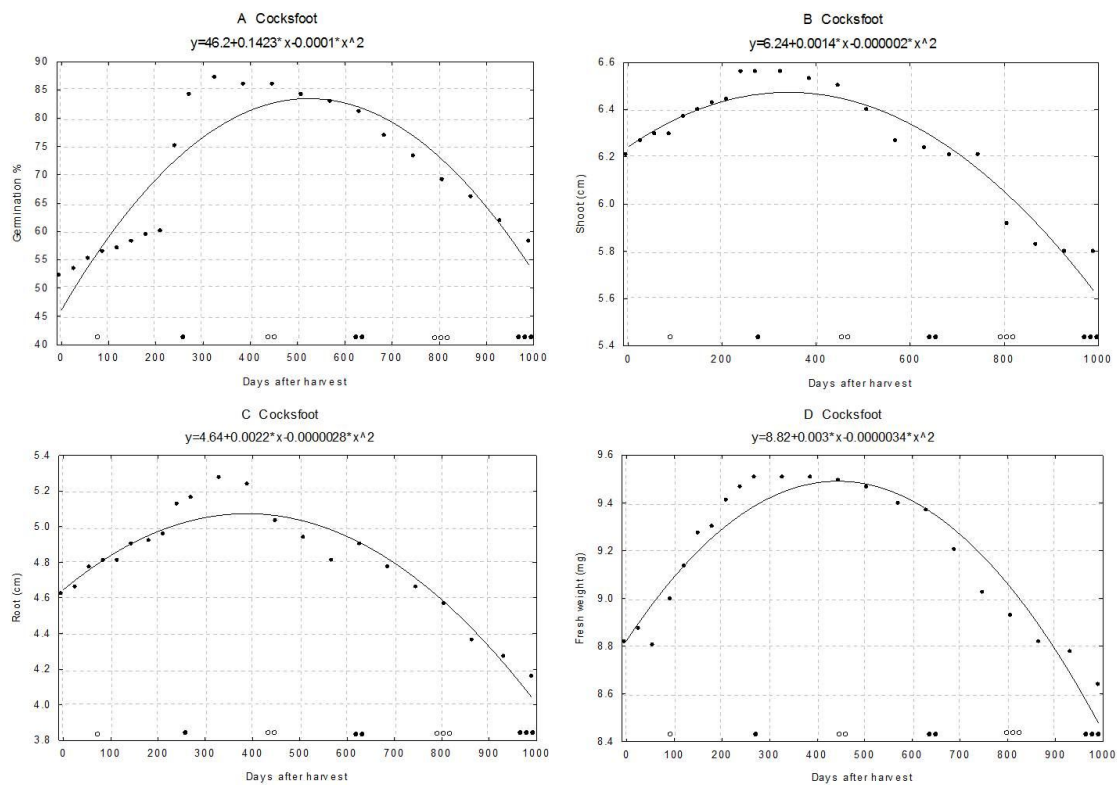 A Cocksfoot
y=46.2+0.1423*x-0.0001*x^2
90
85
80
75
70
65
60
55
50
45
40
Germination %
0 100 200 300 400 500 600 700 800 900 1000
Days after harvest
B Cocksfoot
y=6.24+0.0014*x-0.000002*x^2
6.6
6.4
6.2
6.0
5.8
5.6
5.4
Shoot (cm)
0 200 400 600 800 1000
Days after harvest
C Cocksfoot
y=4.64+0.0022*x-0.0000028*x^2
5.4
5.2
5.0
4.8
4.6
4.4
4.2
4.0
3.8
Root (cm)
0 100 200 300 400 500 600 700 800 900 1000
Days after harvest
D Cocksfoot
y=8.82+0.003*x-0.0000034*x^2
9.6
9.4
9.2
9.0
8.8
8.6
8.4
Fresh weight (mg)
0 100 200 300 400 500 600 700 800 900 1000
Days after harvest